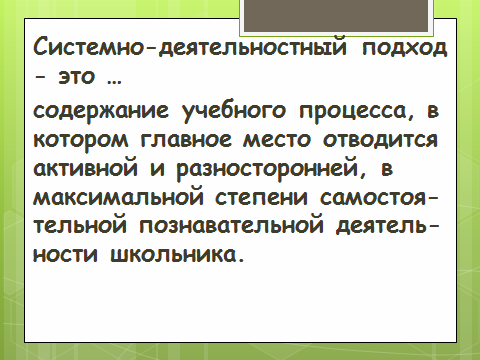 Системно-деятельностный подход
- это …
содержание учебного процесса, в
котором главное место отводится
активной и разносторонней, в
максимальной степени самостоя-
тельной познавательной деятель-
ности школьника.